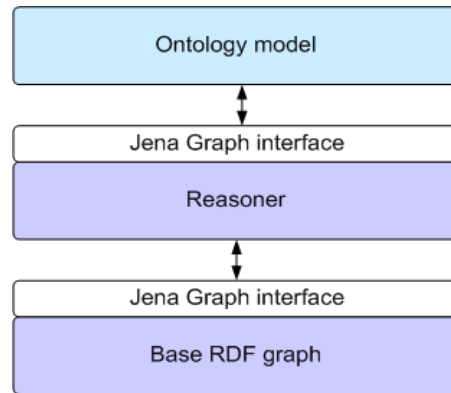 Ontology model
Jena Graph interface
Reasoner
Jena Graph interface
Base RDF graph